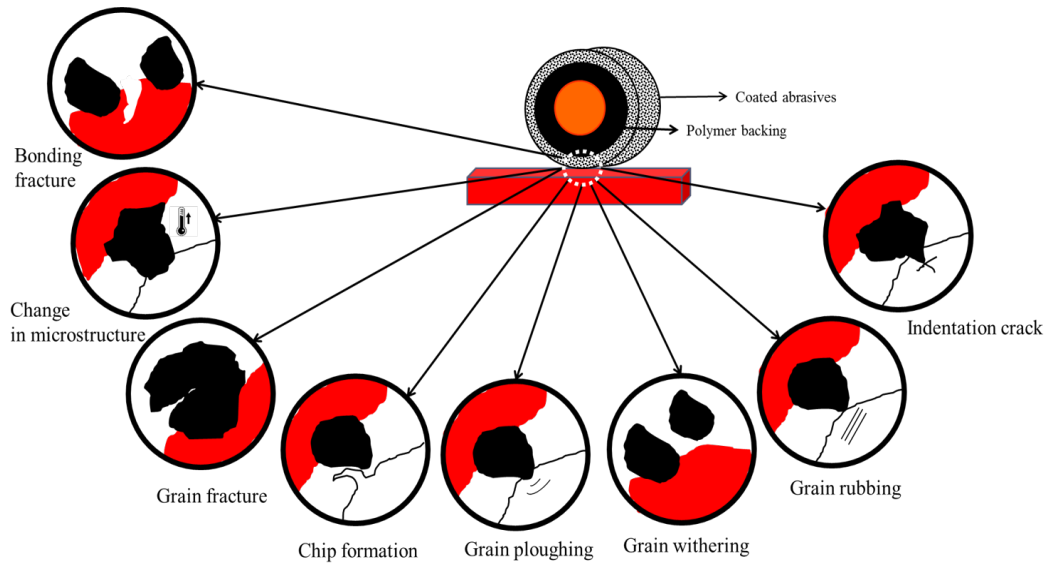 Coated abrasives
Polymer backing
Bonding
fracture
Change
in microstructure
Grain fracture
Chip formation
Grain ploughing
Grain withering
Grain rubbing
Indentation crack